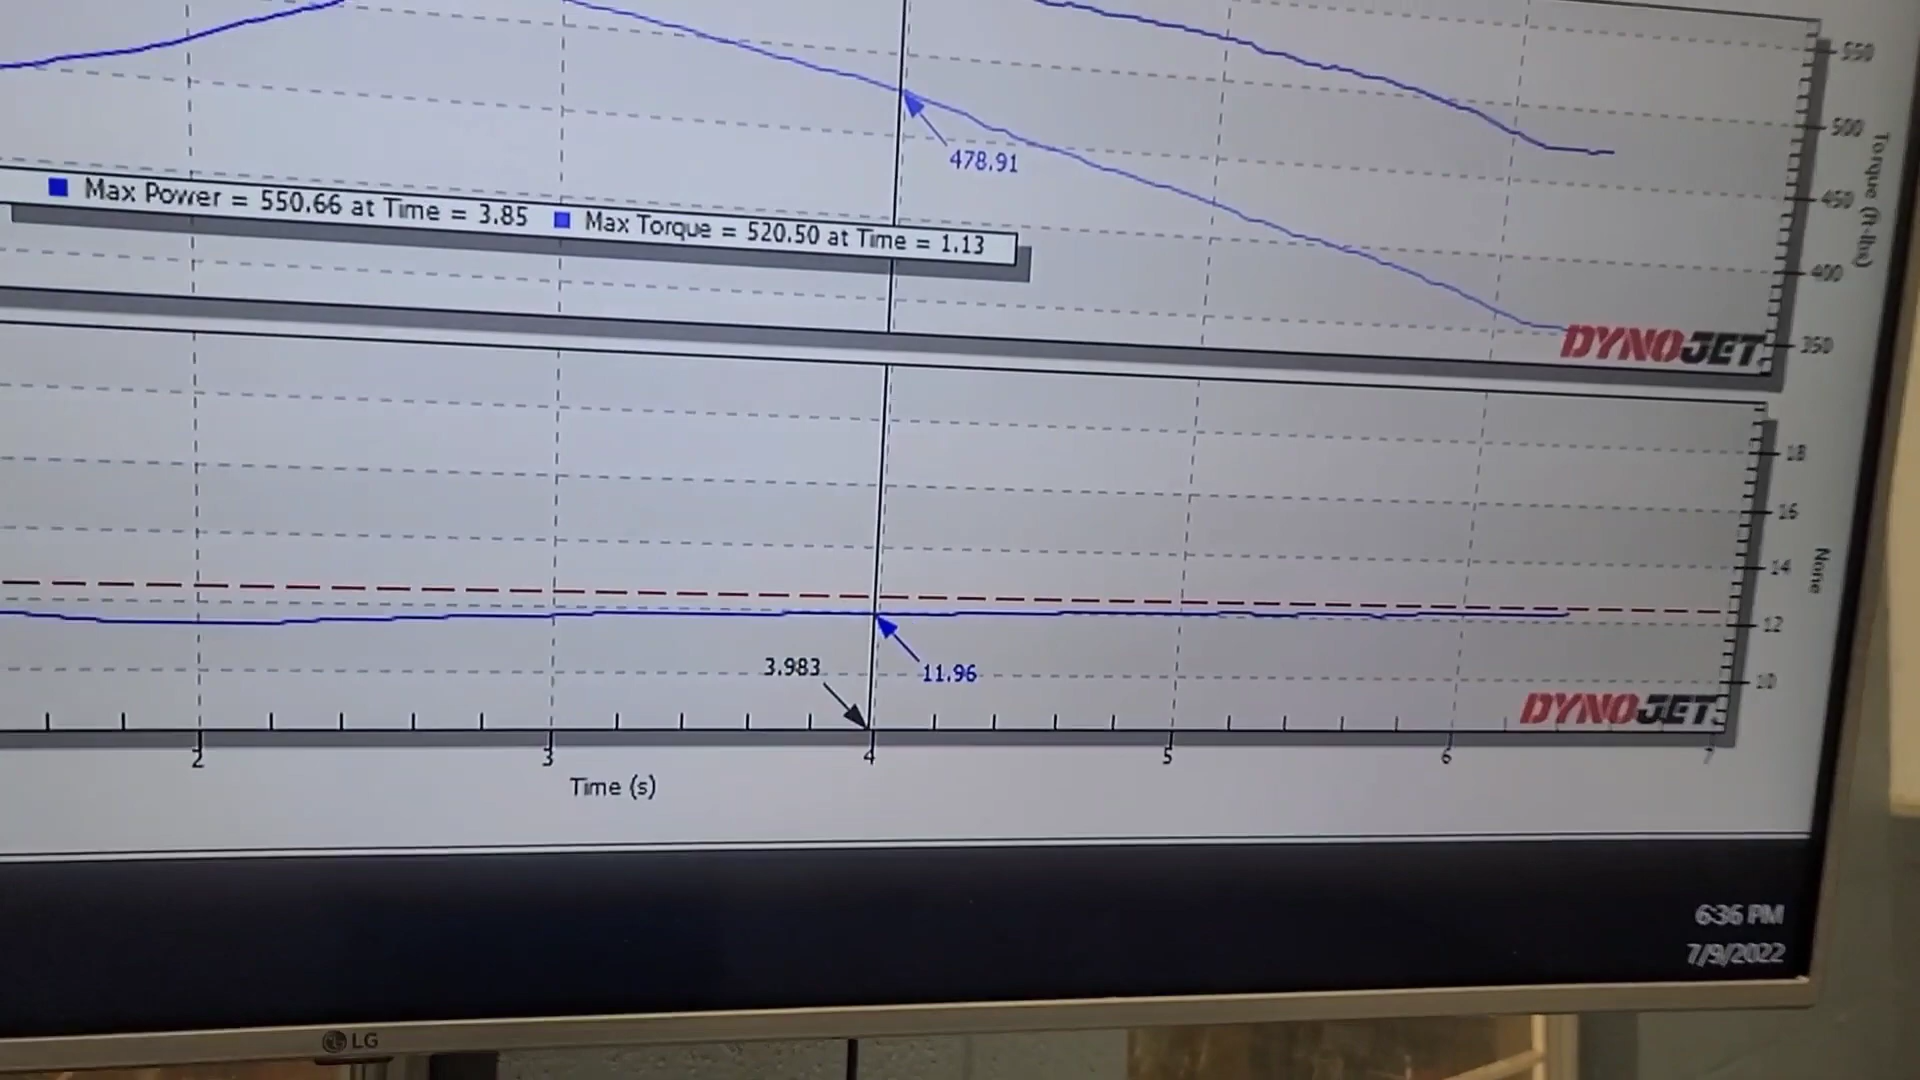 550
500
450
400
350
Torque (ft-lbs)
478.91
Max Power = 550.66 at Time = 3.85 Max Torque = 520.50 at Time = 1.13
DYNOJET
18
16
14
12
10
None
3.983
11.96
DYNOJET
2 3 4 5 6 7
Time (s)
6:36 PM
7/9/2022
LG